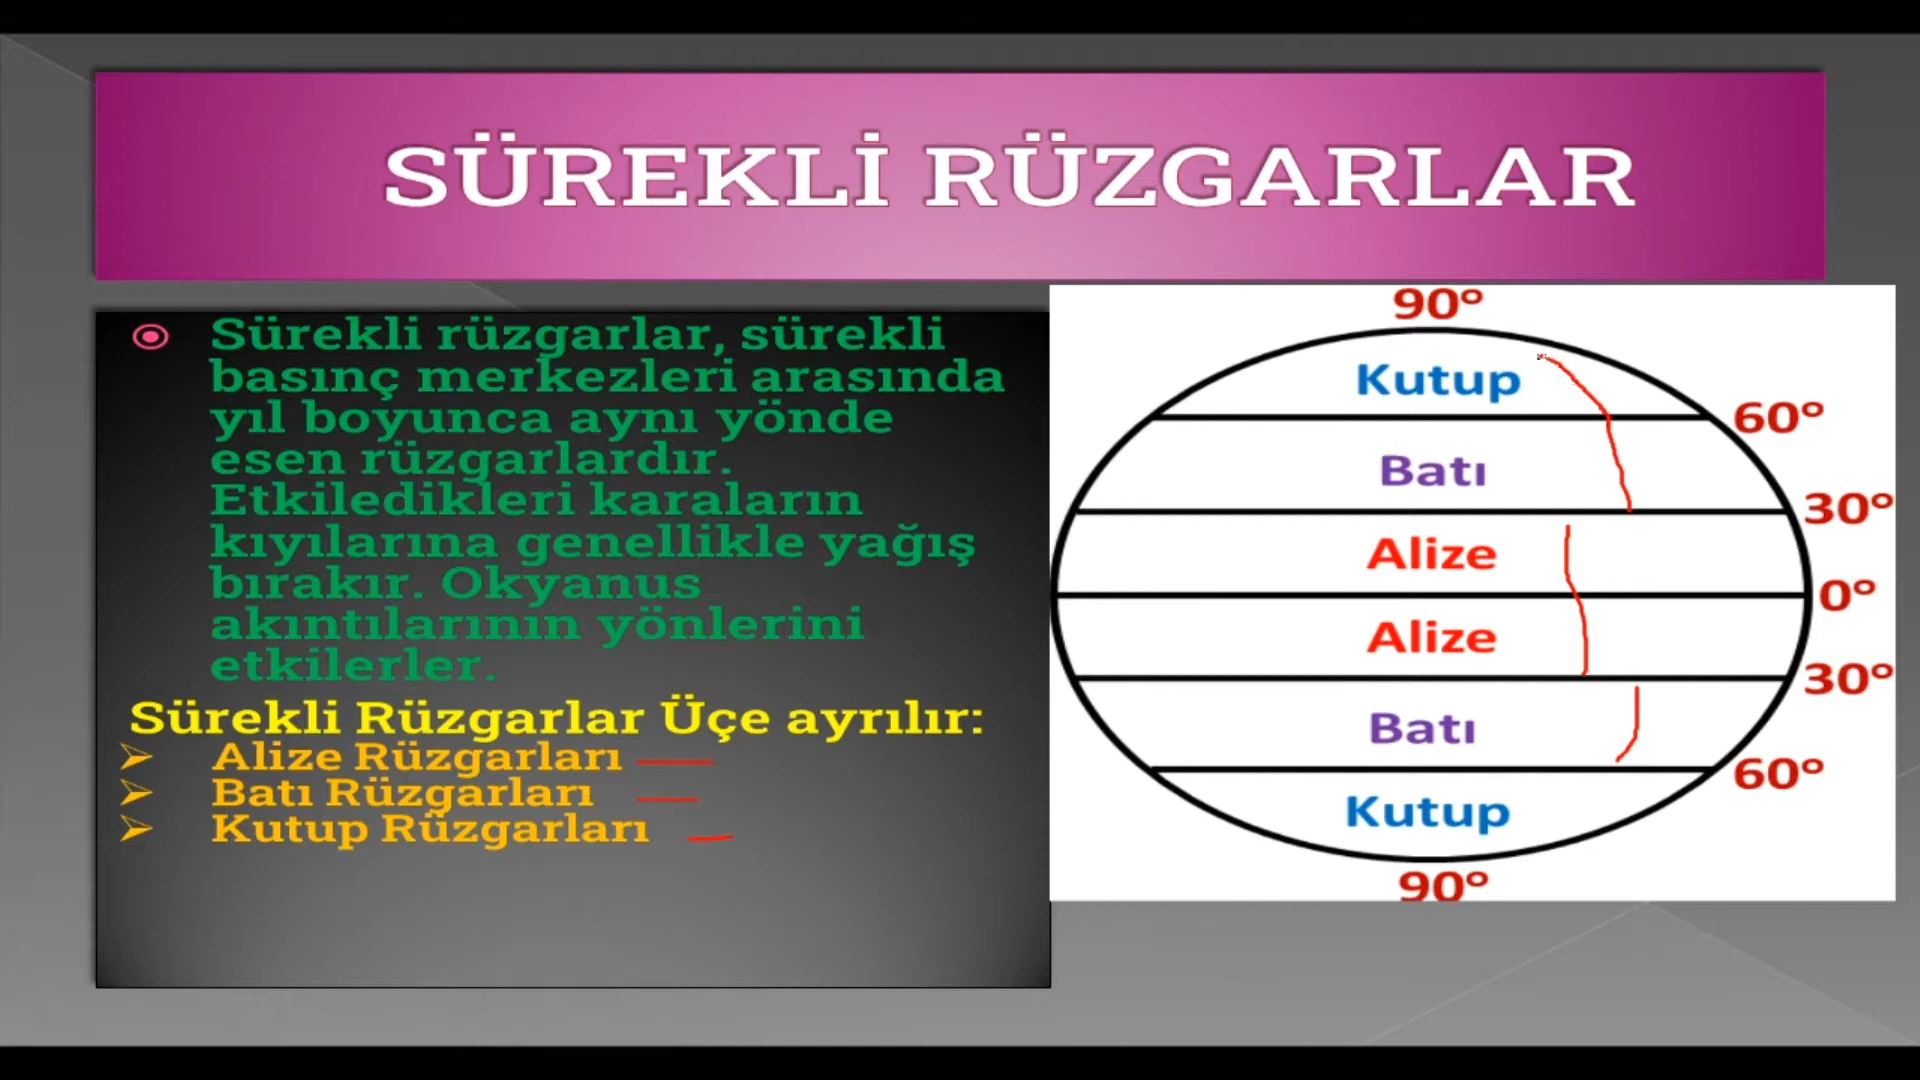 SÜREKLİ RÜZGARLAR
Sürekli rüzgarlar, sürekli
basınç merkezleri arasında
yıl boyunca aynı yönde
esen rüzgarlardır.
Etkiledikleri karaların
kıyılarına genellikle yağış
bırakır. Okyanus
akıntılarının yönlerini
etkilerler.
Sürekli Rüzgarlar Üçe ayrılır:
Alize Rüzgarları
Batı Rüzgarları
Kutup Rüzgarları
90°
Kutup
60°
Batı
30°
Alize
0°
Alize
30°
Batı
60°
Kutup
90°